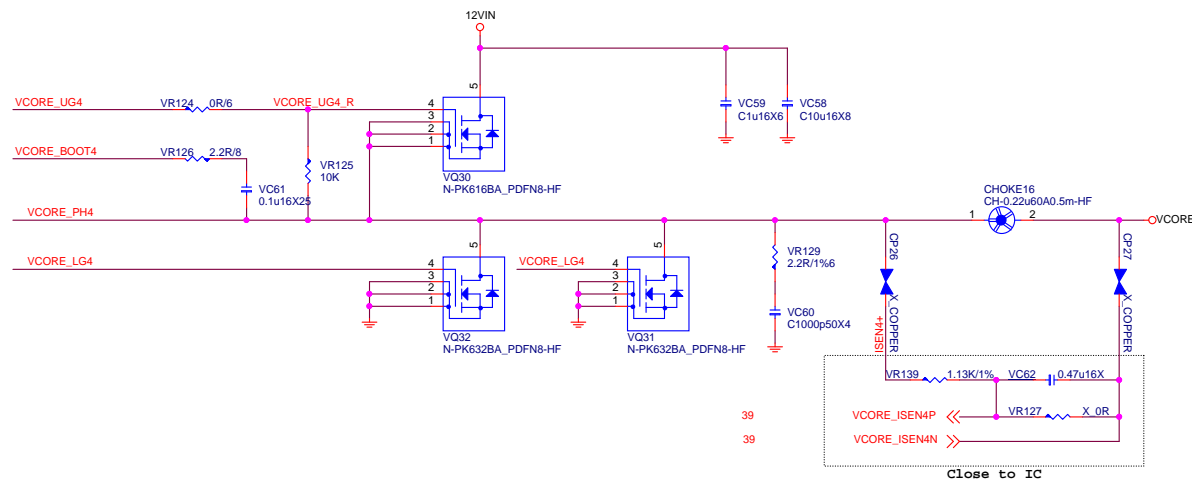 12VIN
5
VC59
C1u16X6
VC58
C10u16X8
VCORE_UG4
VR124
0R/6
VCORE_UG4_R
4
3
2
1
VCORE_BOOT4
VR126
2.2R/8
VR125
10K
VC61
0.1u16X25
VQ30
N-PK616BA_PDFN8-HF
CHOKE16
CH-0.22u60A0.5m-HF
VCORE_PH4
1
2
VCORE
5
5
CP26
CP27
VR129
2.2R/1%6
VCORE_LG4
4
3
2
1
VCORE_LG4
4
3
2
1
X_COPPER
X_COPPER
VC60
C1000p50X4
VQ32
N-PK632BA_PDFN8-HF
VQ31
N-PK632BA_PDFN8-HF
ISEN4+
VR139
1.13K/1%
VC62
0.47u16X
39
VCORE_ISEN4P
VR127
X_0R
39
VCORE_ISEN4N
Close to IC